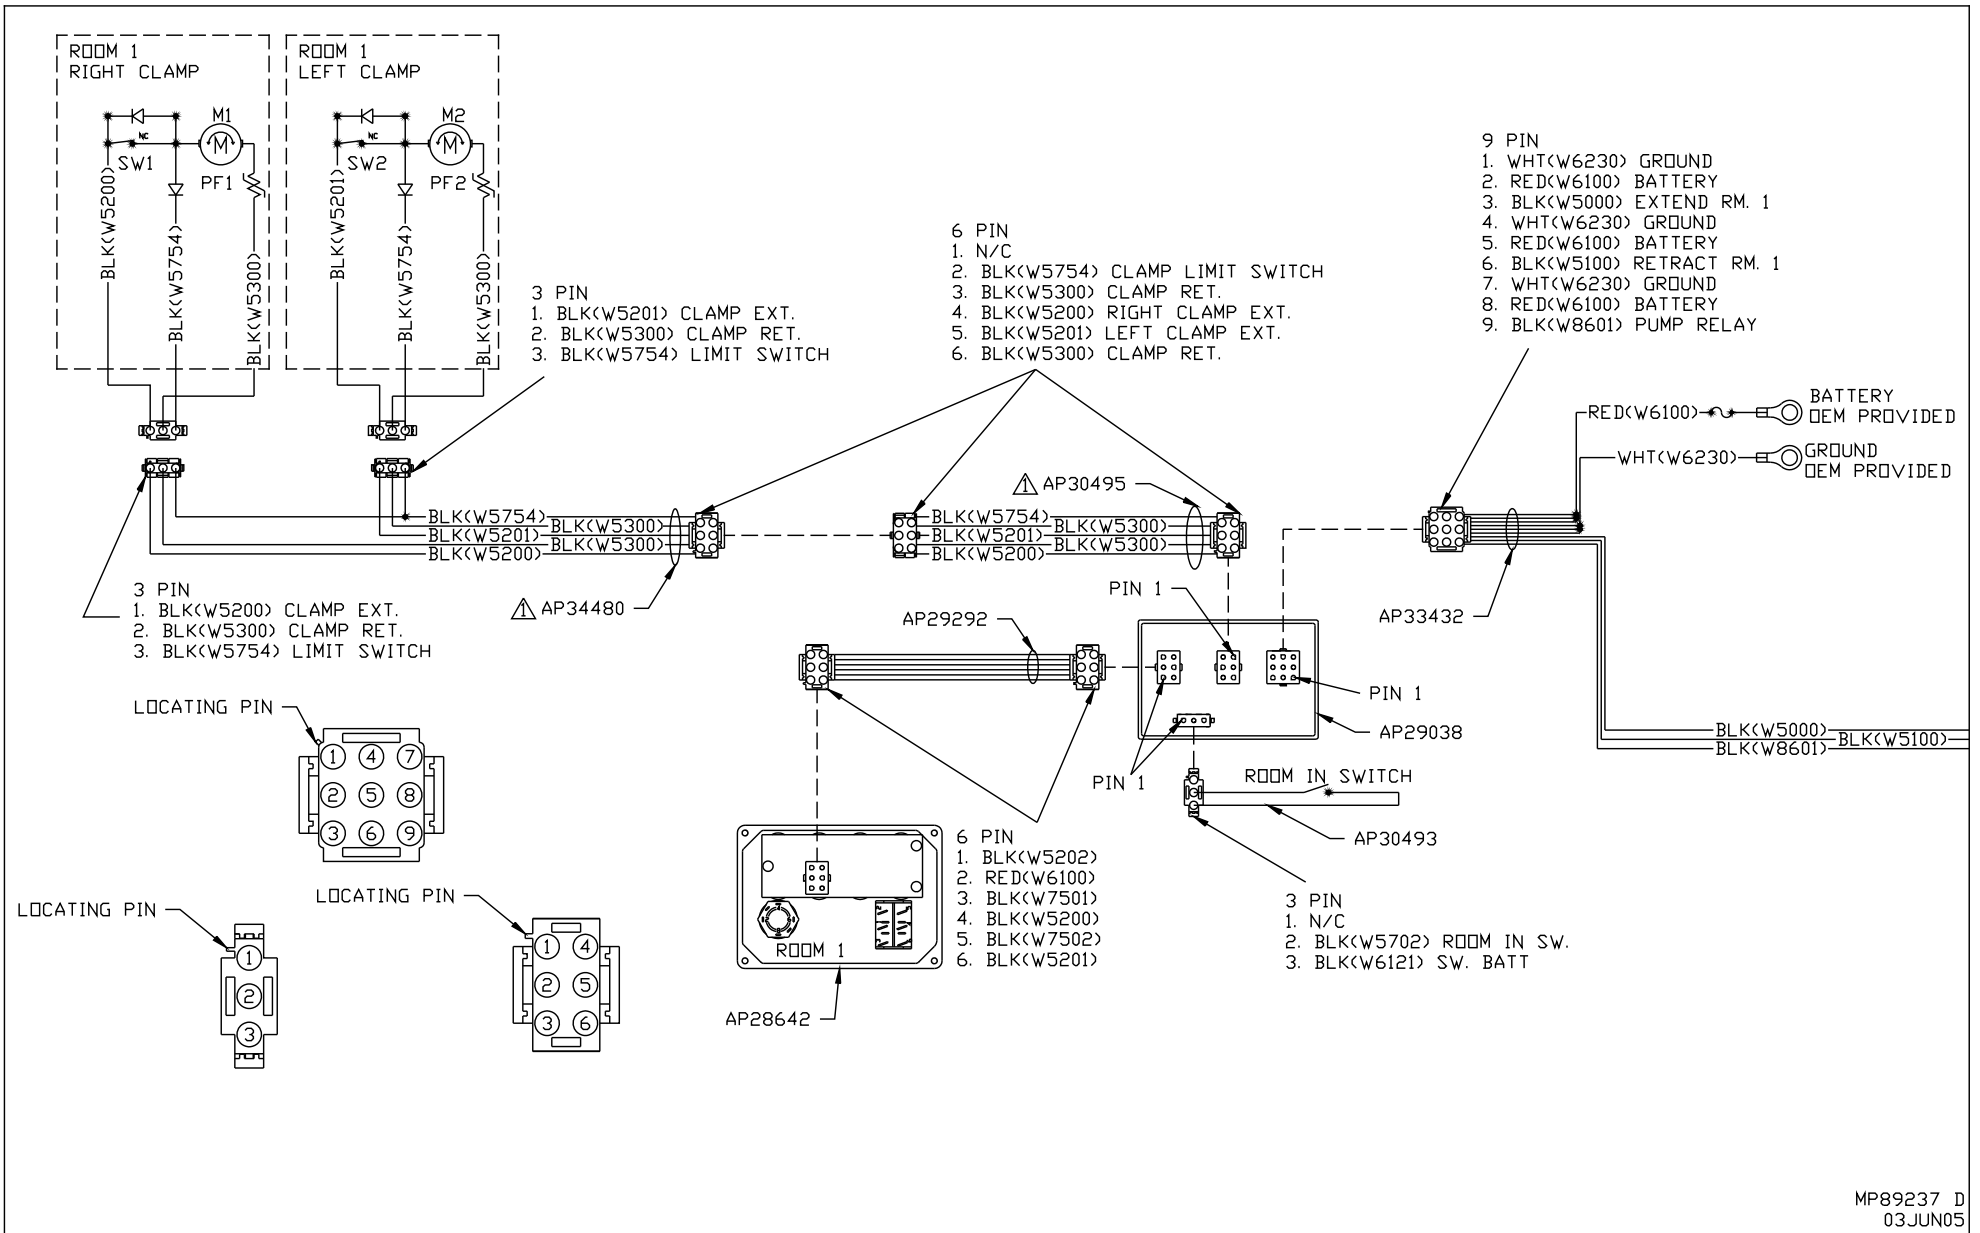 ROOM 1
RIGHT CLAMP
M1
NC
SW1
PF1
BLK(W5200)
BLK(W5754)
BLK(W5300)
M
ROOM 1
LEFT CLAMP
M2
NC
SW2
PF2
BLK(W5201)
BLK(W5754)
BLK(W5300)
M
3 PIN
1. BLK(W5201) CLAMP EXT.
2. BLK(W5300) CLAMP RET.
3. BLK(W5754) LIMIT SWITCH
6 PIN
1. N/C
2. BLK(W5754) CLAMP LIMIT SWITCH
3. BLK(W5300) CLAMP RET.
4. BLK(W5200) RIGHT CLAMP EXT.
5. BLK(W5201) LEFT CLAMP EXT.
6. BLK(W5300) CLAMP RET.
9 PIN
1. WHT(W6230) GROUND
2. RED(W6100) BATTERY
3. BLK(W5000) EXTEND RM. 1
4. WHT(W6230) GROUND
5. RED(W6100) BATTERY
6. BLK(W5100) RETRACT RM. 1
7. WHT(W6230) GROUND
8. RED(W6100) BATTERY
9. BLK(W8601) PUMP RELAY
RED(W6100)
BATTERY
OEM PROVIDED
WHT(W6230)
GROUND
OEM PROVIDED
BLK(W5754)
BLK(W5300)
BLK(W5201)
BLK(W5300)
BLK(W5200)
1 AP34480
BLK(W5754)
BLK(W5300)
BLK(W5201)
BLK(W5300)
BLK(W5200)
1 AP30495
3 PIN
1. BLK(W5200) CLAMP EXT.
2. BLK(W5300) CLAMP RET.
3. BLK(W5754) LIMIT SWITCH
AP29292
PIN 1
AP33432
PIN 1
AP29038
PIN 1
BLK(W5000)
BLK(W5100)
BLK(W8601)
ROOM IN SWITCH
AP30493
LOCATING PIN
1 4 7
2 5 8
3 6 9
LOCATING PIN
1
2
3
LOCATING PIN
1 4
2 5
3 6
ROOM 1
AP28642
6 PIN
1. BLK(W5202)
2. RED(W6100)
3. BLK(W7501)
4. BLK(W5200)
5. BLK(W7502)
6. BLK(W5201)
3 PIN
1. N/C
2. BLK(W5702) ROOM IN SW.
3. BLK(W6121) SW. BATT
MP89237 D
03JUN05